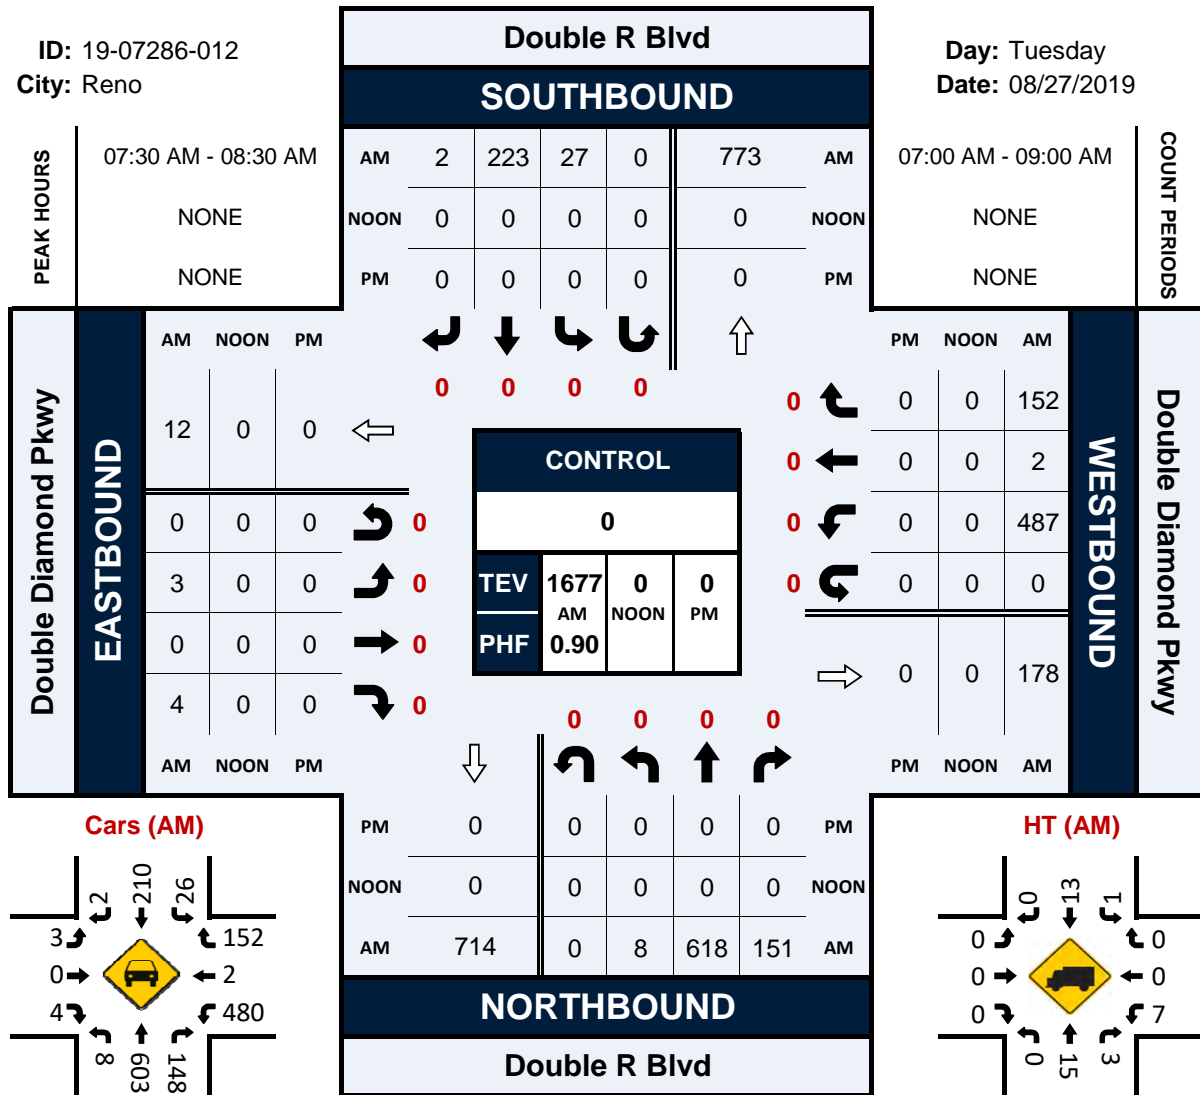 Double R Blvd
ID: 19-07286-012
City: Reno
Day: Tuesday
Date: 08/27/2019
SOUTHBOUND
PEAK HOURS
07:30 AM - 08:30 AM
NONE
NONE
AM 2 223 27 0 773 AM
NOON 0 0 0 0 0 NOON
PM 0 0 0 0 0 PM
07:00 AM - 09:00 AM
NONE
NONE
COUNT PERIODS
0 0 0 0
Double Diamond Pkwy
EASTBOUND
AM NOON PM
12 0 0
0 0 0 0
3 0 0 0
0 0 0 0
4 0 0 0
AM NOON PM
CONTROL
0
TEV 1677 0 0
AM NOON PM
PHF 0.90
PM NOON AM
0 0 0 152
0 0 0 2
0 0 0 487
0 0 0 0
0 0 178
PM NOON AM
WESTBOUND
Double Diamond Pkwy
0 0 0 0
PM 0 0 0 0 0 PM
NOON 0 0 0 0 0 NOON
AM 714 0 8 618 151 AM
NORTHBOUND
Double R Blvd
Cars (AM)
2 210 26
3 152
0 2
4 480
8 603 148
HT (AM)
0 13 1
0 0
0 0
0 7
0 15 3